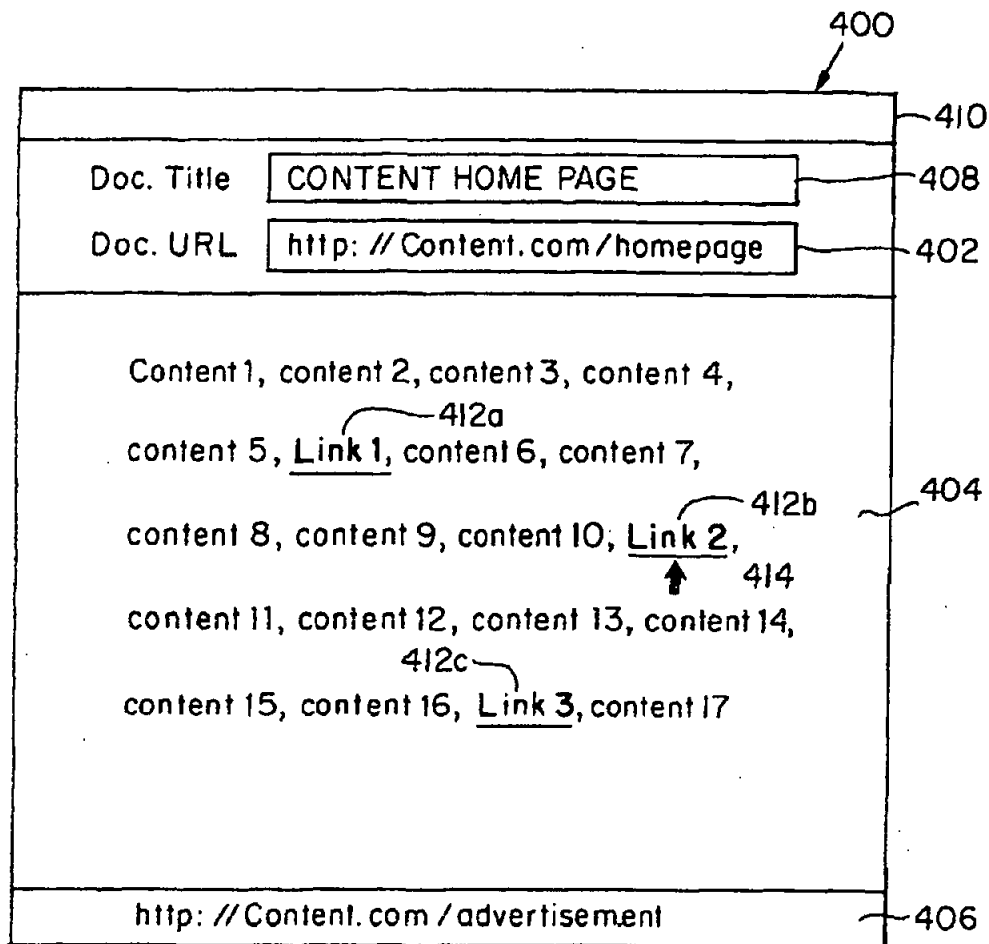 400
410
Doc. Title CONTENT HOME PAGE 408
Doc. URL http: // Content.com/homepage 402
Content 1, content 2, content 3, content 4,
412a
content 5, Link 1, content 6, content 7,
412b
404
content 8, content 9, content 10, Link 2,
414
content 11, content 12, content 13, content 14,
412c
content 15, content 16, Link 3, content 17
http: // Content.com/advertisement 406